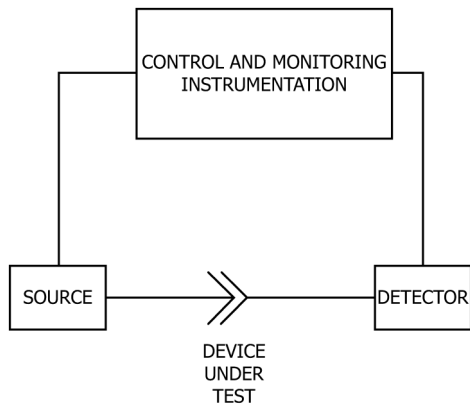 CONTROL AND MONITORING
INSTRUMENTATION
SOURCE
DETECTOR
DEVICE
UNDER
TEST